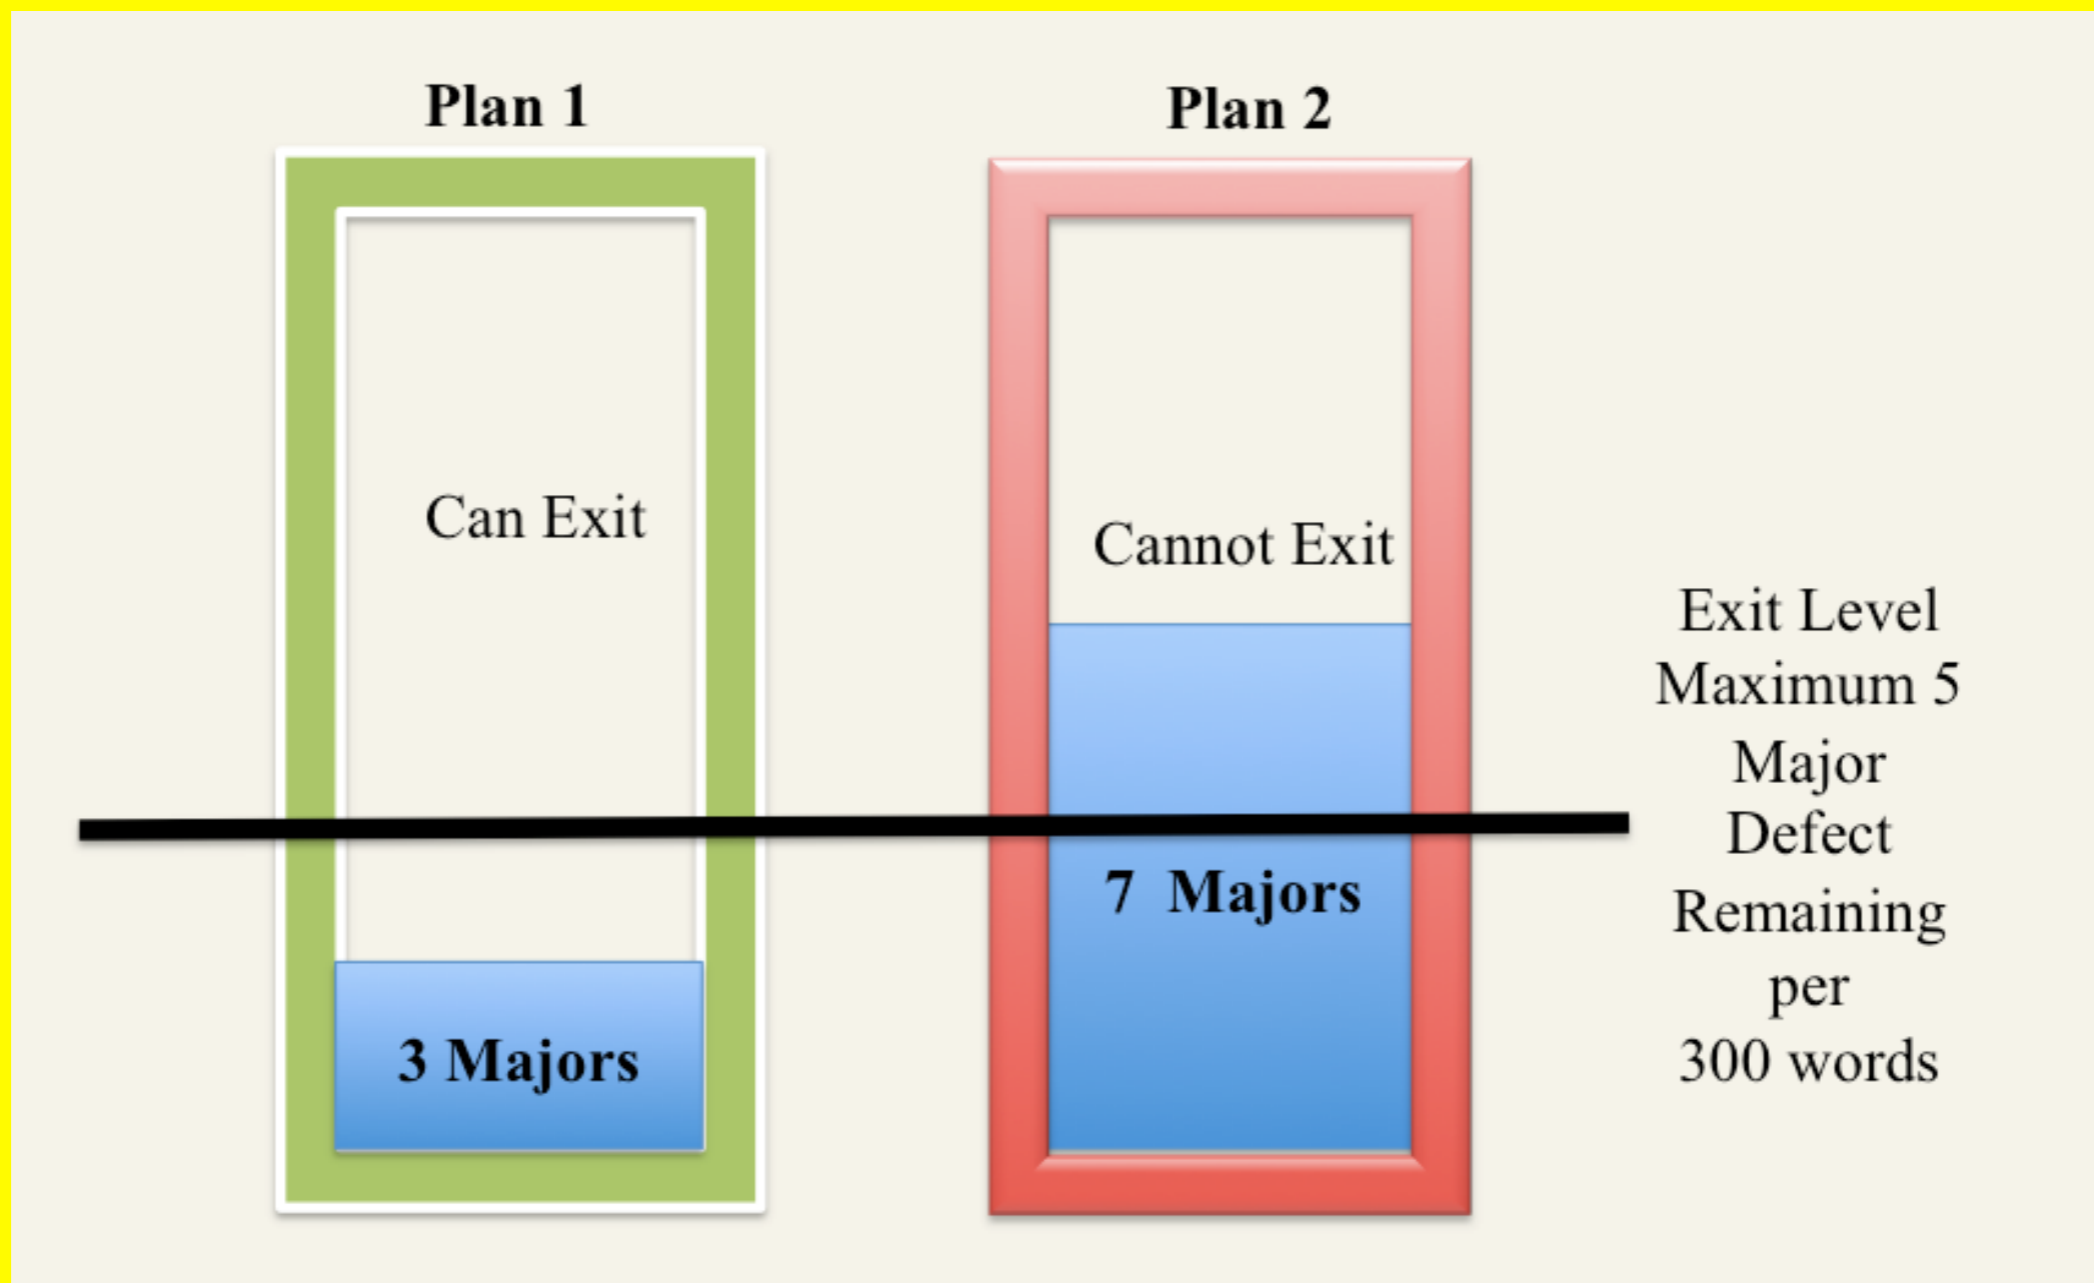 Plan 1
Plan 2
Can Exit
Cannot Exit
3 Majors
7 Majors
Exit Level
Maximum 5
Major
Defect
Remaining
per
300 words